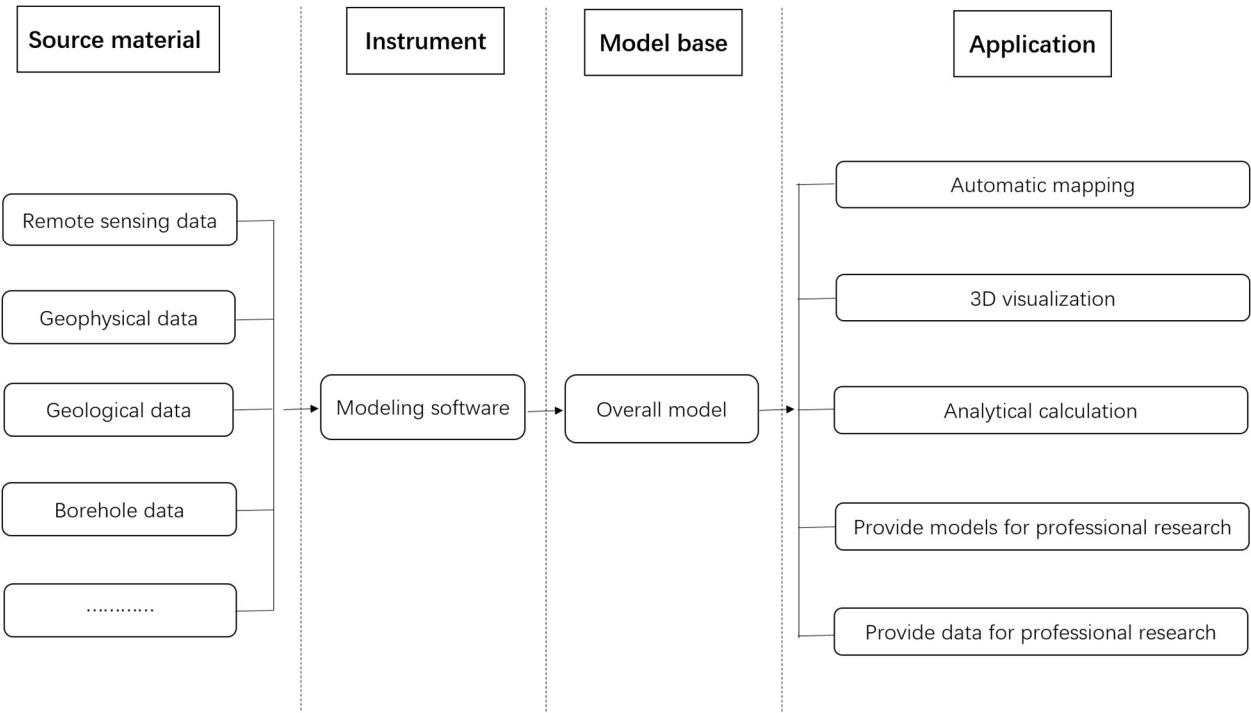 Source material
Instrument
Model base
Application
Remote sensing data
Geophysical data
Geological data
Borehole data
…………
Modeling software
Overall model
Automatic mapping
3D visualization
Analytical calculation
Provide models for professional research
Provide data for professional research